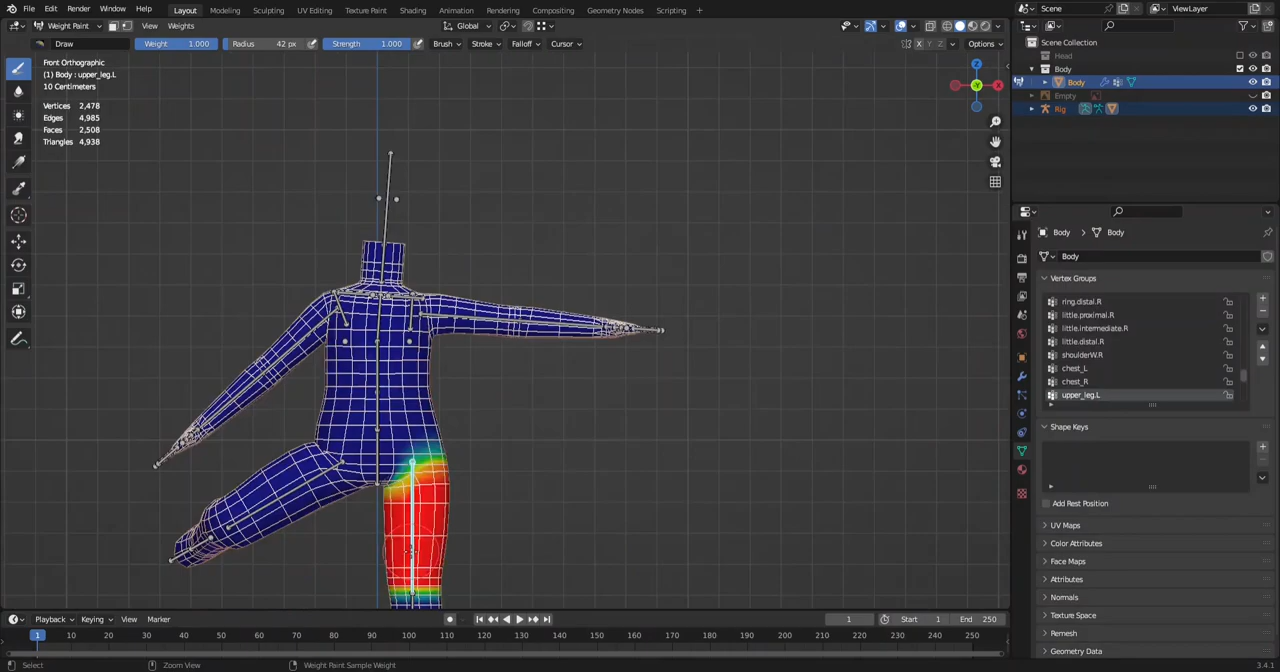 File Edit Render Window Help Layout Modeling Sculpting UV Editing Texture Paint Shading Animation Rendering Compositing Geometry Nodes Scripting Scene ViewLayer
Weight Paint View Weights Global
Draw Weight 1.000 Radius 42 px Strength 1.000 Brush Stroke Falloff Cursor X Y Z Options
Front Orthographic
(1) Body : upper_leg.L
10 Centimeters
Vertices 2,478
Edges 4,985
Faces 2,508
Triangles 4,938
Y
X
Scene Collection
Head
Body
Body
Empty
Rig
Body > Body
Body
Vertex Groups
ring.distal.R
little.proximal.R
little.intermediate.R
little.distal.R
shoulderW.R
chest_L
chest_R
upper_leg.L
Shape Keys
Add Rest Position
UV Maps
Color Attributes
Face Maps
Attributes
Normals
Texture Space
Remesh
Geometry Data
Playback Keying View Marker 1 Start 1 End 250
1 10 20 30 40 50 60 70 80 90 100 110 120 130 140 150 160 170 180 190 200 210 220 230 240 250
Select Zoom View Weight Paint Sample Weight 3.4.1